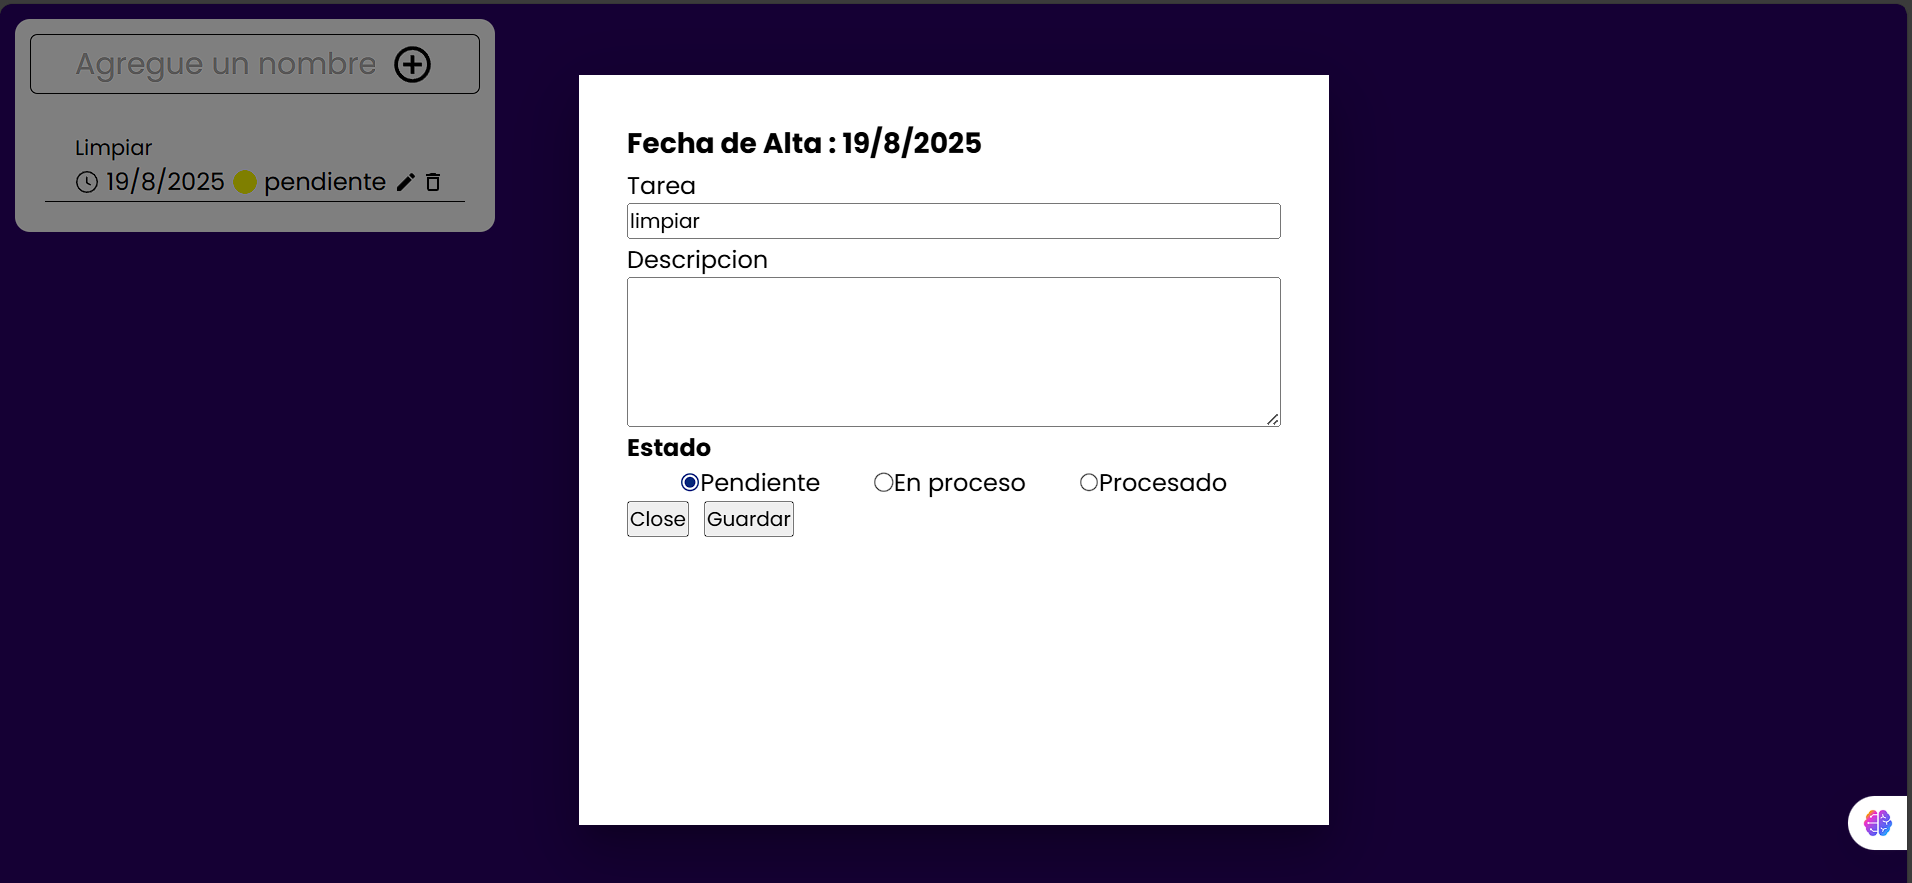 Agregue un nombre
Limpiar
19/8/2025 pendiente
Fecha de Alta : 19/8/2025
Tarea
limpiar
Descripcion
Estado
Pendiente En proceso Procesado
Close Guardar